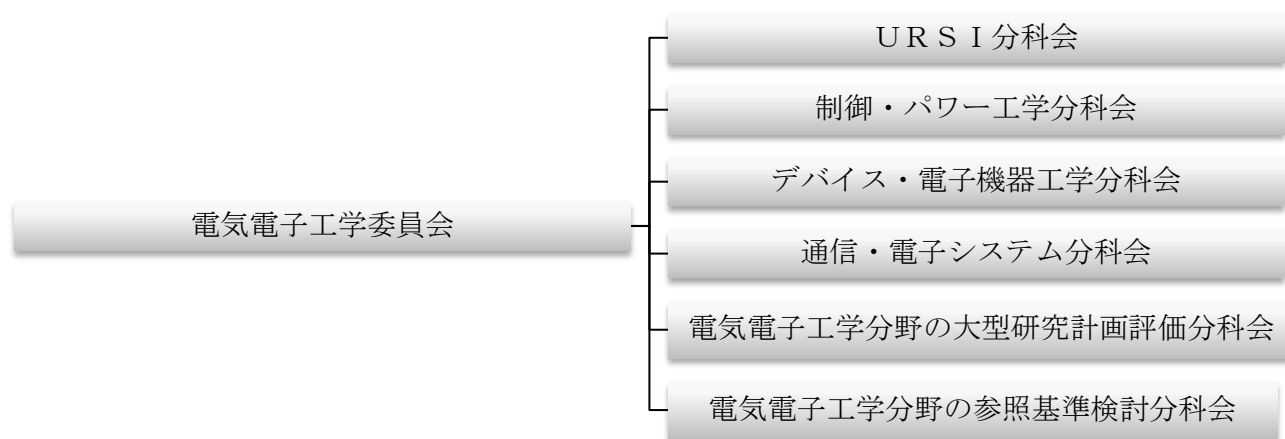 電気電子工学委員会
ＵＲＳＩ分科会
制御・パワー工学分科会
デバイス・電子機器工学分科会
通信・電子システム分科会
電気電子工学分野の大型研究計画評価分科会
電気電子工学分野の参照基準検討分科会